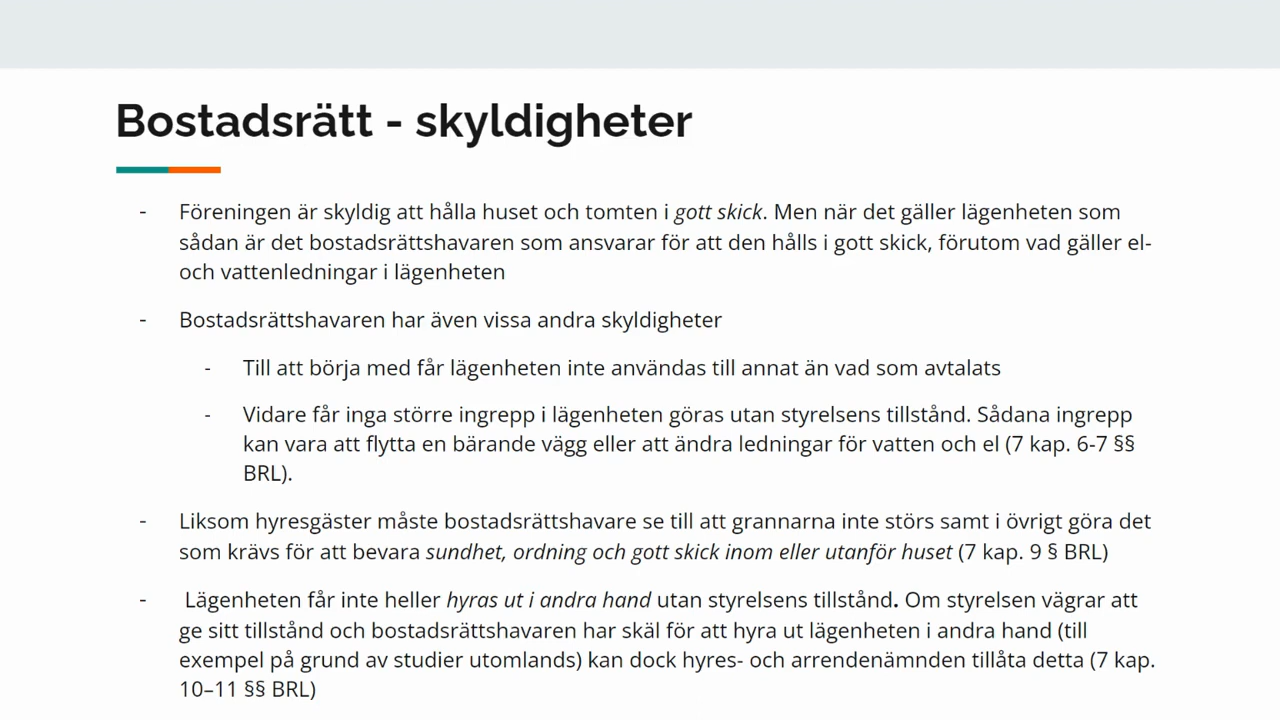 Bostadsrätt - skyldigheter
- Föreningen är skyldig att hålla huset och tomten i gott skick. Men när det gäller lägenheten som
sådan är det bostadsrättshavaren som ansvarar för att den hålls i gott skick, förutom vad gäller el-
och vattenledningar i lägenheten
- Bostadsrättshavaren har även vissa andra skyldigheter
- Till att börja med får lägenheten inte användas till annat än vad som avtalats
- Vidare får inga större ingrepp i lägenheten göras utan styrelsens tillstånd. Sådana ingrepp
kan vara att flytta en bärande vägg eller att ändra ledningar för vatten och el (7 kap. 6-7 §§
BRL).
- Liksom hyresgäster måste bostadsrättshavare se till att grannarna inte störs samt i övrigt göra det
som krävs för att bevara sundhet, ordning och gott skick inom eller utanför huset (7 kap. 9 § BRL)
- Lägenheten får inte heller hyras ut i andra hand utan styrelsens tillstånd. Om styrelsen vägrar att
ge sitt tillstånd och bostadsrättshavaren har skäl för att hyra ut lägenheten i andra hand (till
exempel på grund av studier utomlands) kan dock hyres- och arrendenämnden tillåta detta (7 kap.
10–11 §§ BRL)